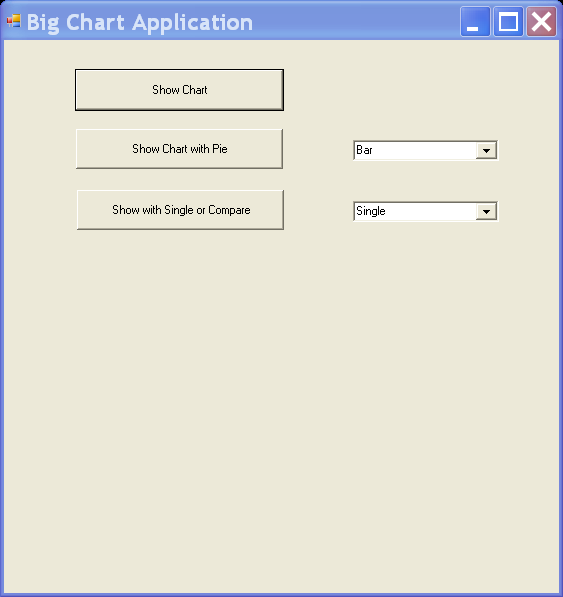 Big Chart Application
Show Chart
Show Chart with Pie
Bar
Show with Single or Compare
Single